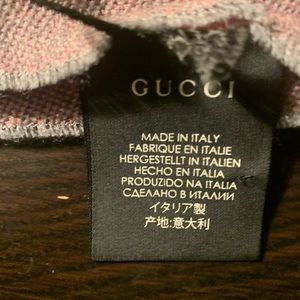 GUCCI
MADE IN ITALY
FABRIQUE EN ITALIE
HERGESTELLT IN ITALIEN
HECHO EN ITALIA
PRODUZIDO NA ITALIA
СДЕЛАНО В ИТАЛИИ
イタリア製
产地:意大利